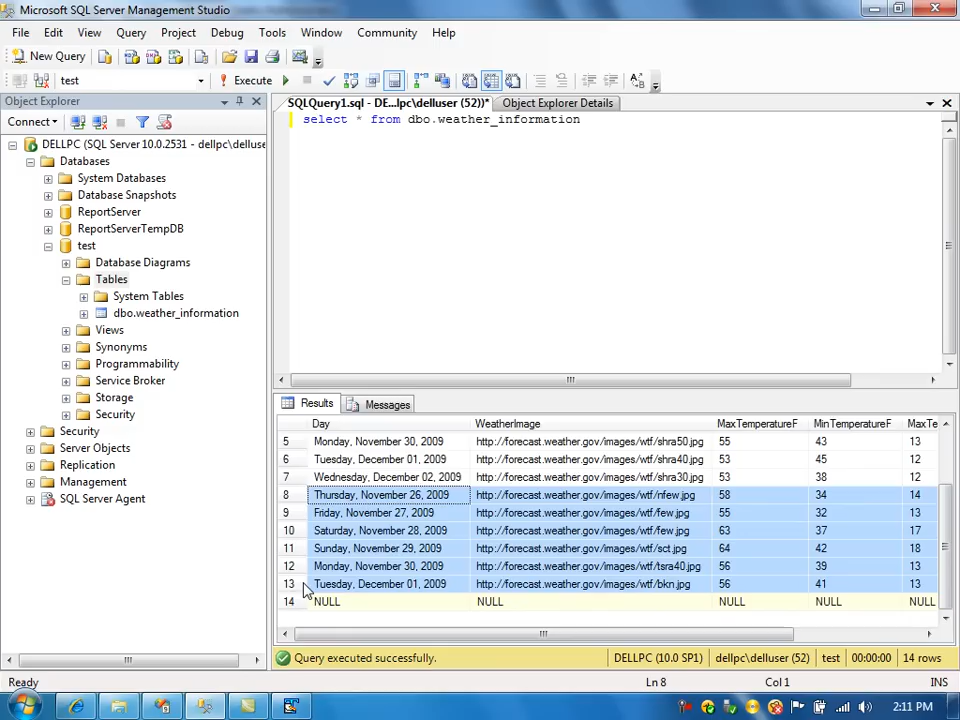 Microsoft SQL Server Management Studio
File Edit View Query Project Debug Tools Window Community Help
New Query
test Execute
Object Explorer
SQLQuery1.sql - DE...lpc\delluser (52))* Object Explorer Details
Connect
select * from dbo.weather_information
DELLPC (SQL Server 10.0.2531 - dellpc\delluse
Databases
System Databases
Database Snapshots
ReportServer
ReportServerTempDB
test
Database Diagrams
Tables
System Tables
dbo.weather_information
Views
Synonyms
Programmability
Service Broker
Storage
Security
Security
Server Objects
Replication
Management
SQL Server Agent
Results Messages
Day WeatherImage MaxTemperatureF MinTemperatureF MaxTe
5 Monday, November 30, 2009 http://forecast.weather.gov/images/wtf/shra50.jpg 55 43 13
6 Tuesday, December 01, 2009 http://forecast.weather.gov/images/wtf/shra40.jpg 53 45 12
7 Wednesday, December 02, 2009 http://forecast.weather.gov/images/wtf/shra30.jpg 53 38 12
8 Thursday, November 26, 2009 http://forecast.weather.gov/images/wtf/nfew.jpg 58 34 14
9 Friday, November 27, 2009 http://forecast.weather.gov/images/wtf/few.jpg 55 32 13
10 Saturday, November 28, 2009 http://forecast.weather.gov/images/wtf/few.jpg 63 37 17
11 Sunday, November 29, 2009 http://forecast.weather.gov/images/wtf/sct.jpg 64 42 18
12 Monday, November 30, 2009 http://forecast.weather.gov/images/wtf/tsra40.jpg 56 39 13
13 Tuesday, December 01, 2009 http://forecast.weather.gov/images/wtf/bkn.jpg 56 41 13
14 NULL NULL NULL NULL NULL
Query executed successfully. DELLPC (10.0 SP1) dellpc\delluser (52) test 00:00:00 14 rows
Ready Ln 8 Col 1 INS
2:11 PM